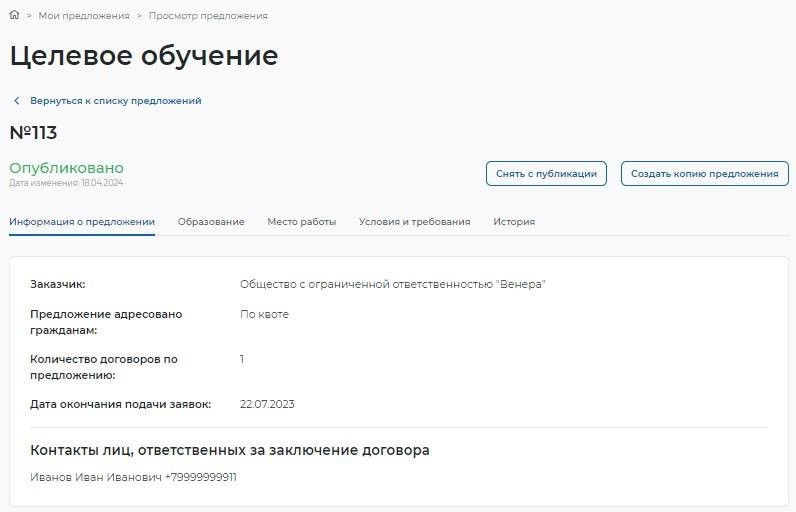 > Мои предложения > Просмотр предложения
Целевое обучение
< Вернуться к списку предложений
№113
Опубликовано
Дата изменения: 18.04.2024
Снять с публикации Создать копию предложения
Информация о предложении Образование Место работы Условия и требования История
Заказчик: Общество с ограниченной ответственностью "Венера"
Предложение адресовано По квоте
гражданам:
Количество договоров по 1
предложению:
Дата окончания подачи заявок: 22.07.2023
Контакты лиц, ответственных за заключение договора
Иванов Иван Иванович +79999999911